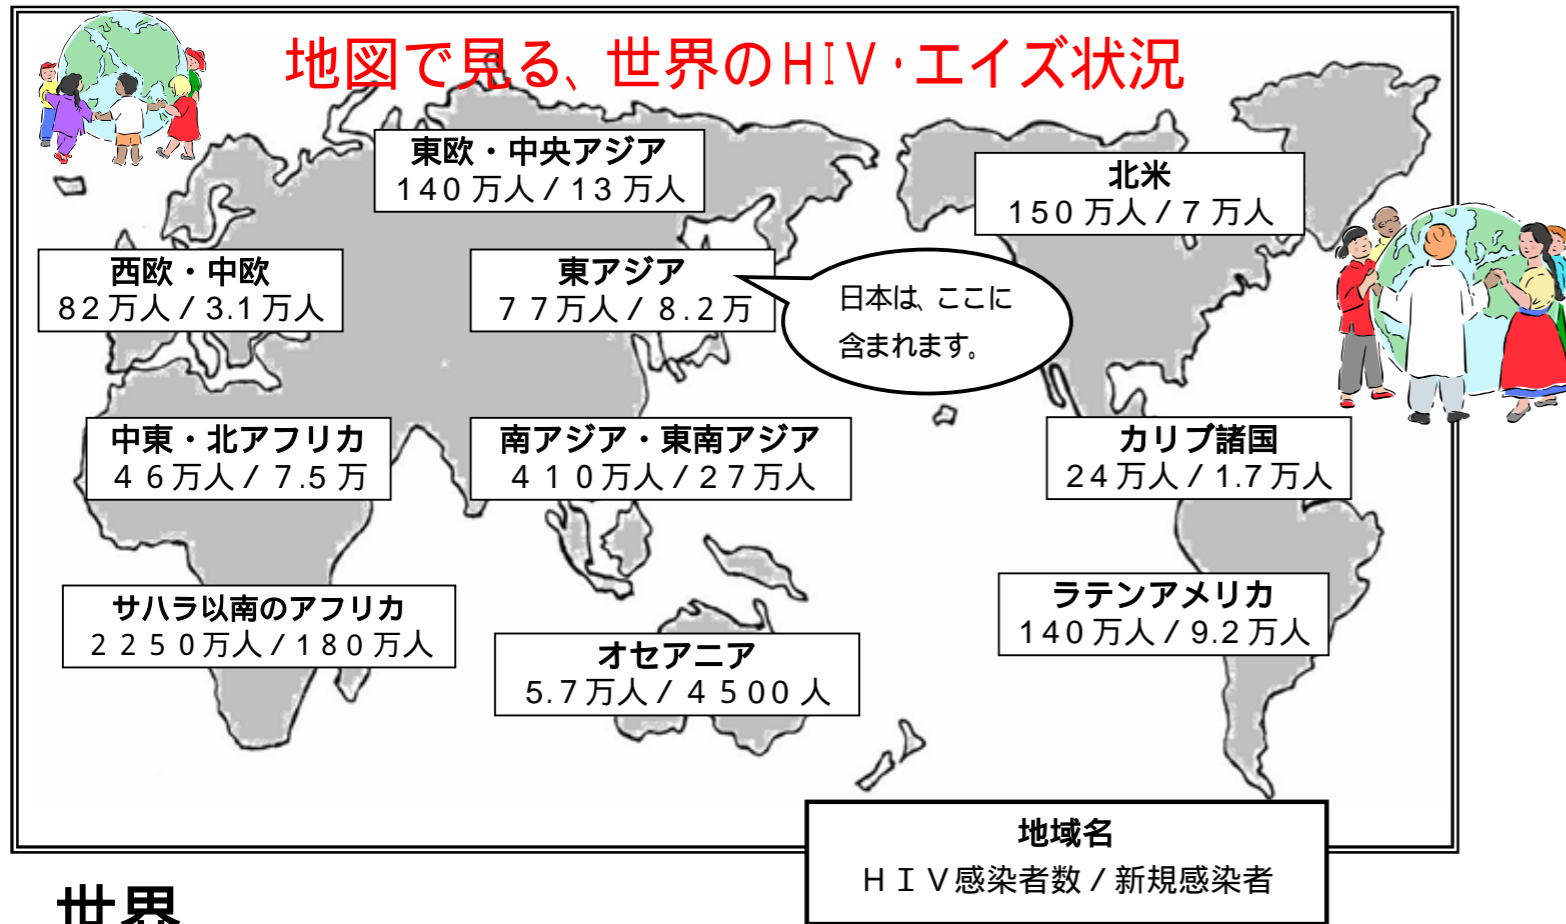 地図で見る、世界のHIV・エイズ状況
東欧・中央アジア
140万人/13万人
北米
150万人/7万人
西欧・中欧
82万人/3.1万人
東アジア
77万人/8.2万
日本は、ここに
含まれます。
中東・北アフリカ
46万人/7.5万
南アジア・東南アジア
410万人/27万人
カリブ諸国
24万人/1.7万人
サハラ以南のアフリカ
2250万人/180万人
オセアニア
5.7万人/4500人
ラテンアメリカ
140万人/9.2万人
地域名
HIV感染者数/新規感染者
世界